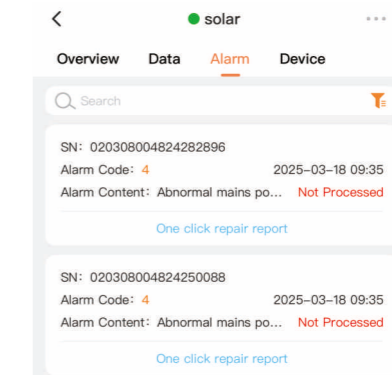 solar
Overview Data Alarm Device
Search
SN: 020308004824282896
Alarm Code: 4 2025-03-18 09:35
Alarm Content: Abnormal mains po... Not Processed
One click repair report
SN: 020308004824250088
Alarm Code: 4 2025-03-18 09:35
Alarm Content: Abnormal mains po... Not Processed
One click repair report